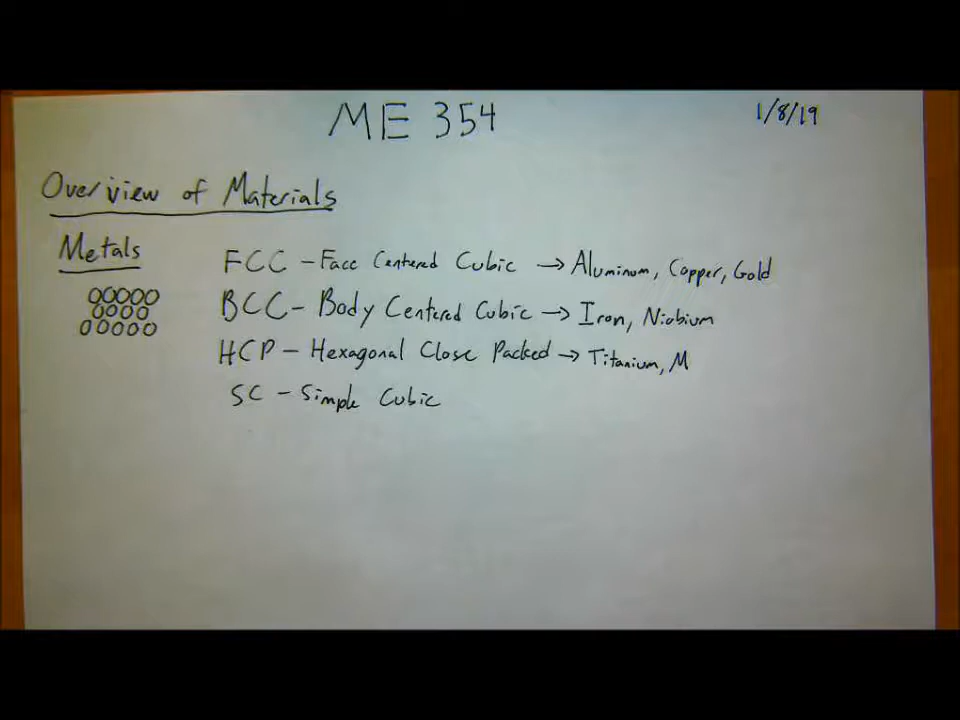 ME 354
1/8/19
Overview of Materials
Metals
FCC - Face Centered Cubic → Aluminum, Copper, Gold
BCC - Body Centered Cubic → Iron, Niobium
HCP - Hexagonal Close Packed → Titanium, M
SC - Simple Cubic